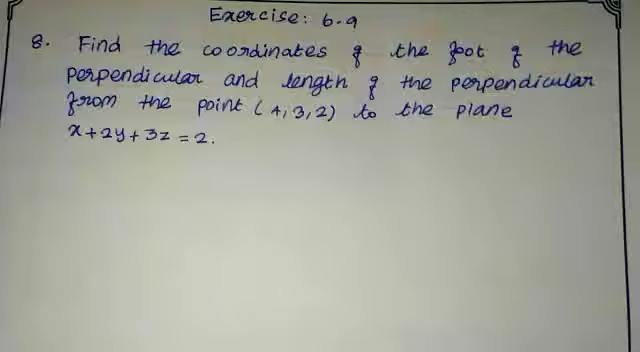 Exercise: 6.9
8. Find the coordinates of the foot of the
perpendicular and length of the perpendicular
from the point (4,3,2) to the plane
x+2y+3z=2.